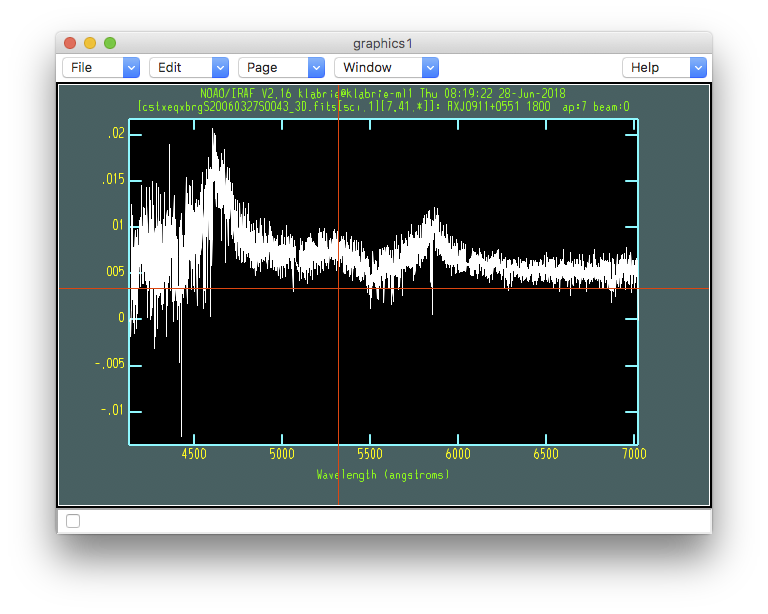 graphics1
File Edit Page Window Help
NOAO/IRAF V2.16 klabrie@klabrie-ml1 Thu 08:19:22 28-Jun-2018
[cstxeqxbrgS20060327S0043_3D.fits[sci,1][7,41,*]]: RXJ0911+0551 1800 ap:7 beam:0
.02
.015
.01
.005
0
-.005
-.01
4500 5000 5500 6000 6500 7000
Wavelength (angstroms)